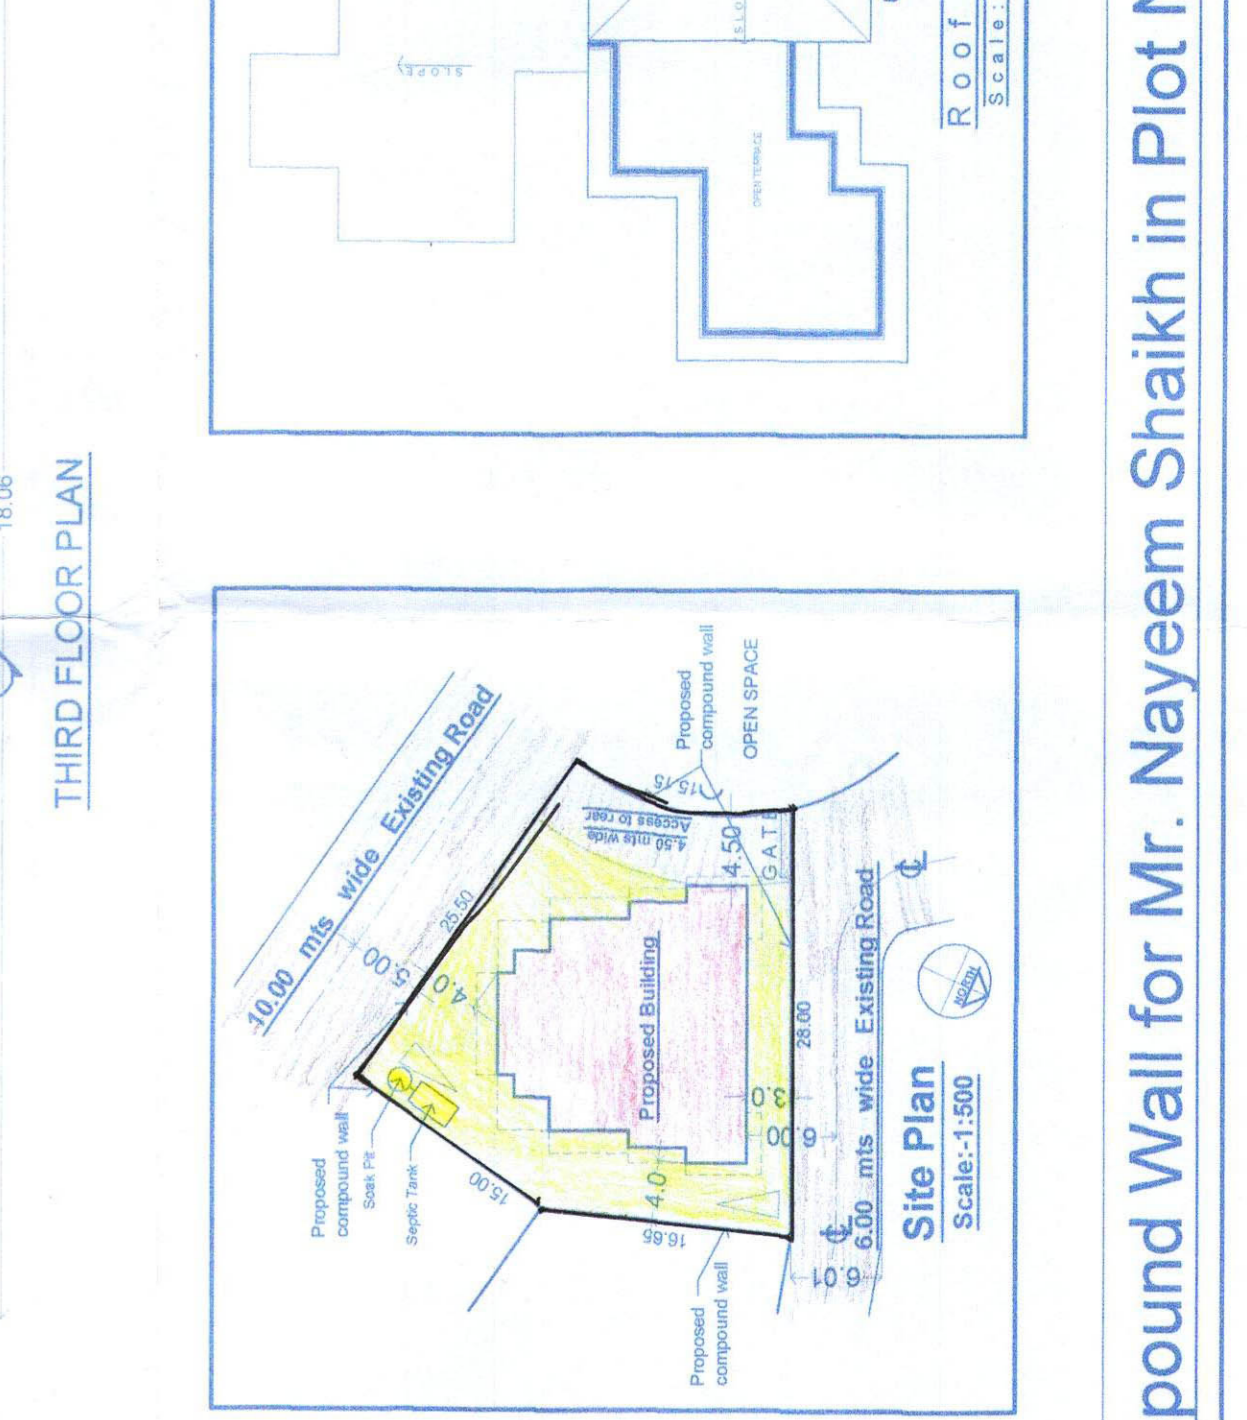 18.06
THIRD FLOOR PLAN
SLOPE
OPEN TERRACE
Roof
Scale:
10.00 mts wide Existing Road
5.00
4.0
25.50
Proposed
compound wall
Soak Pit
Septic Tank
15.00
16.65
4.0
Proposed
compound wall
Proposed Building
4.50 mts wide
Access to rear
15.15
Proposed
compound wall
OPEN SPACE
4.50
GATE
3.0
6.00
28.00
6.00 mts wide Existing Road
6.01
NORTH
Site Plan
Scale:-1:500
pound Wall for Mr. Nayeem Shaikh in Plot